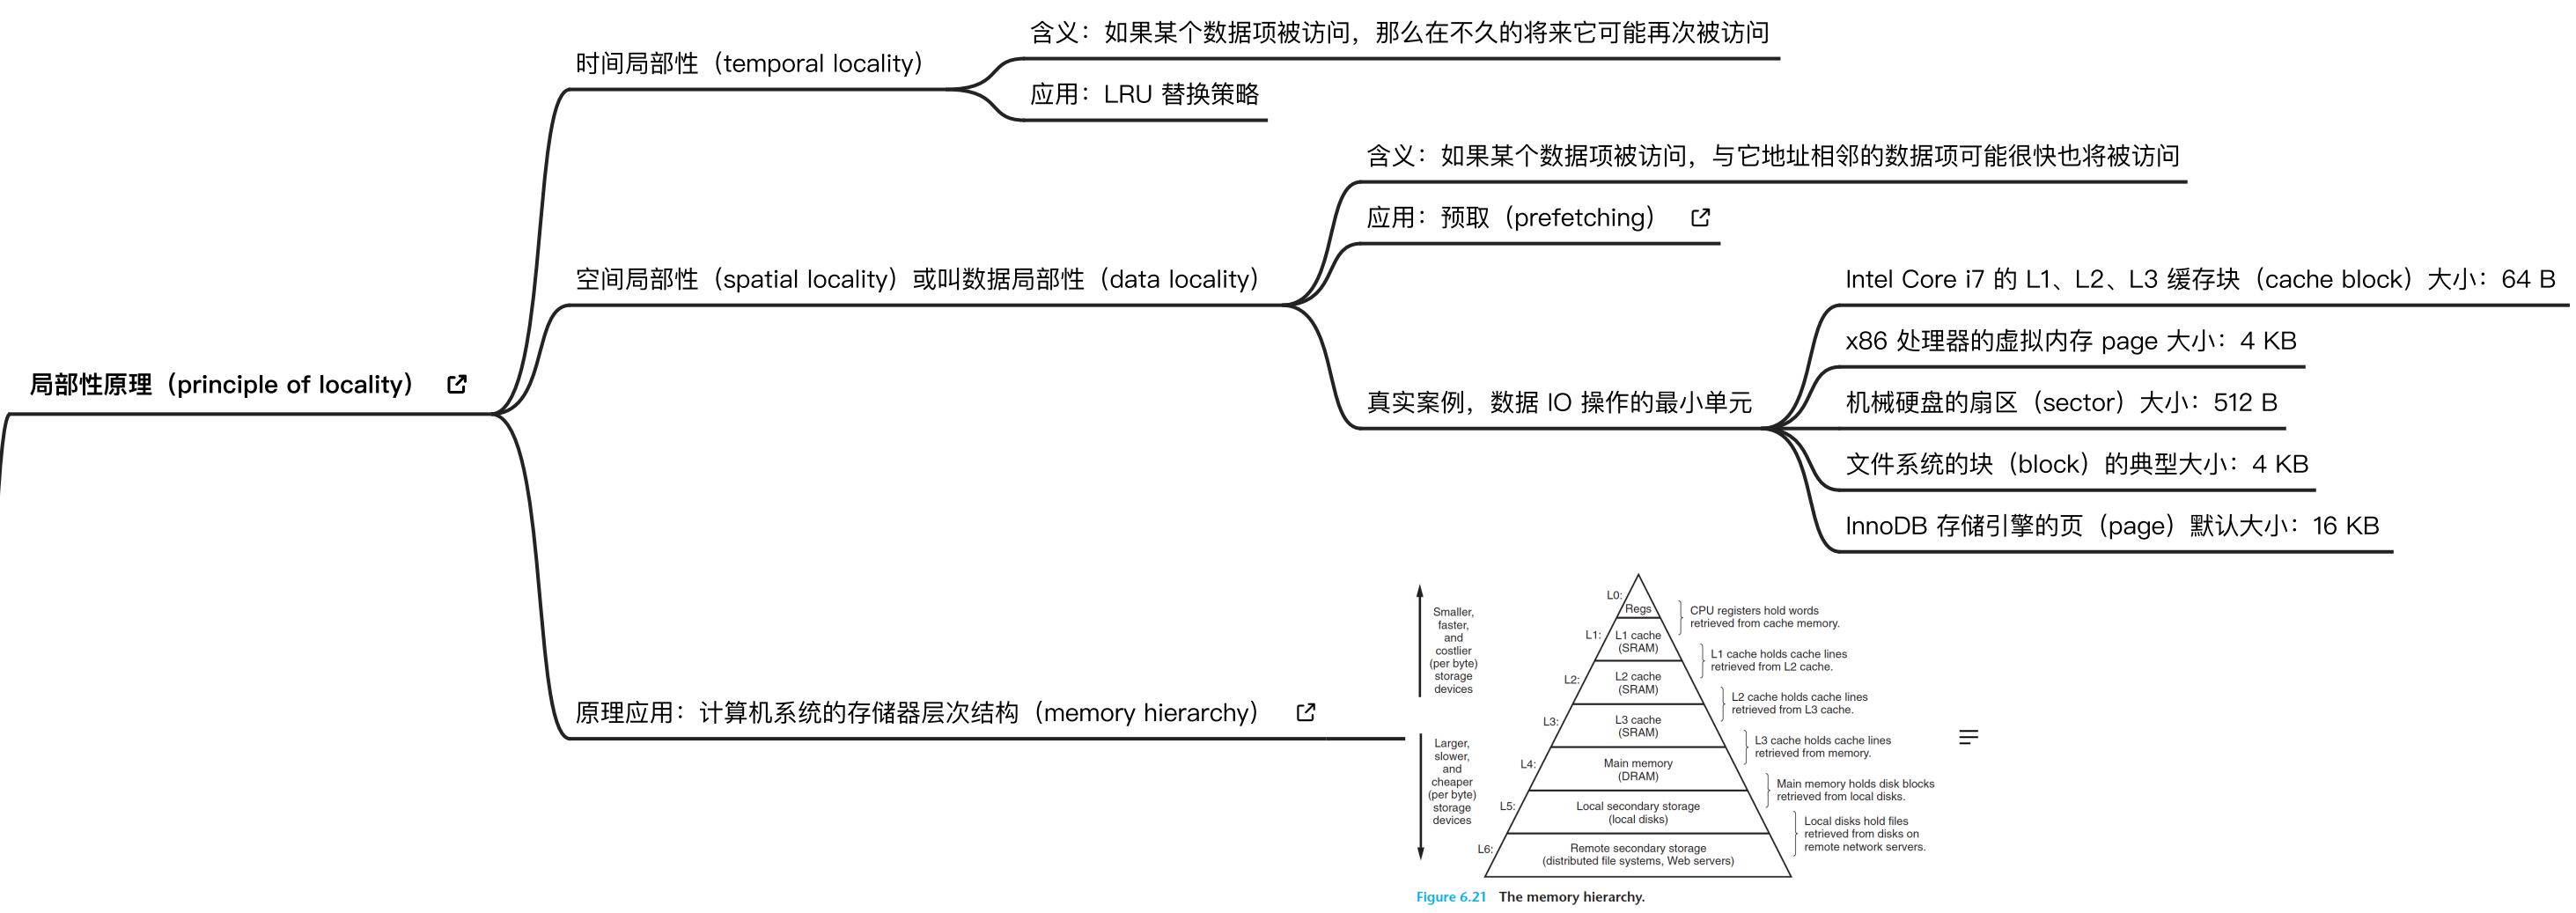 含义：如果某个数据项被访问，那么在不久的将来它可能再次被访问
时间局部性（temporal locality）
应用：LRU 替换策略
含义：如果某个数据项被访问，与它地址相邻的数据项可能很快也将被访问
应用：预取（prefetching）
空间局部性（spatial locality）或叫数据局部性（data locality）
Intel Core i7 的 L1、L2、L3 缓存块（cache block）大小：64 B
x86 处理器的虚拟内存 page 大小：4 KB
局部性原理（principle of locality）
真实案例，数据 IO 操作的最小单元
机械硬盘的扇区（sector）大小：512 B
文件系统的块（block）的典型大小：4 KB
InnoDB 存储引擎的页（page）默认大小：16 KB
原理应用：计算机系统的存储器层次结构（memory hierarchy）
Smaller,
faster,
and
costlier
(per byte)
storage
devices
Larger,
slower,
and
cheaper
(per byte)
storage
devices
L0:
Regs
CPU registers hold words
retrieved from cache memory.
L1:
L1 cache
(SRAM)
L1 cache holds cache lines
retrieved from L2 cache.
L2:
L2 cache
(SRAM)
L2 cache holds cache lines
retrieved from L3 cache.
L3:
L3 cache
(SRAM)
L3 cache holds cache lines
retrieved from memory.
L4:
Main memory
(DRAM)
Main memory holds disk blocks
retrieved from local disks.
L5:
Local secondary storage
(local disks)
Local disks hold files
retrieved from disks on
remote network servers.
L6:
Remote secondary storage
(distributed file systems, Web servers)
Figure 6.21 The memory hierarchy.